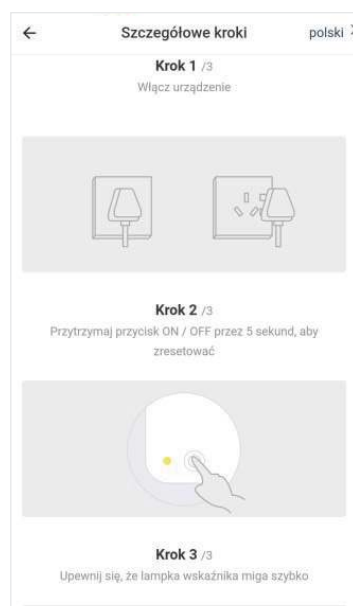 Szczegółowe kroki
polski
Krok 1 /3
Włącz urządzenie
Krok 2 /3
Przytrzymaj przycisk ON / OFF przez 5 sekund, aby
zresetować
Krok 3 /3
Upewnij się, że lampka wskaźnika miga szybko